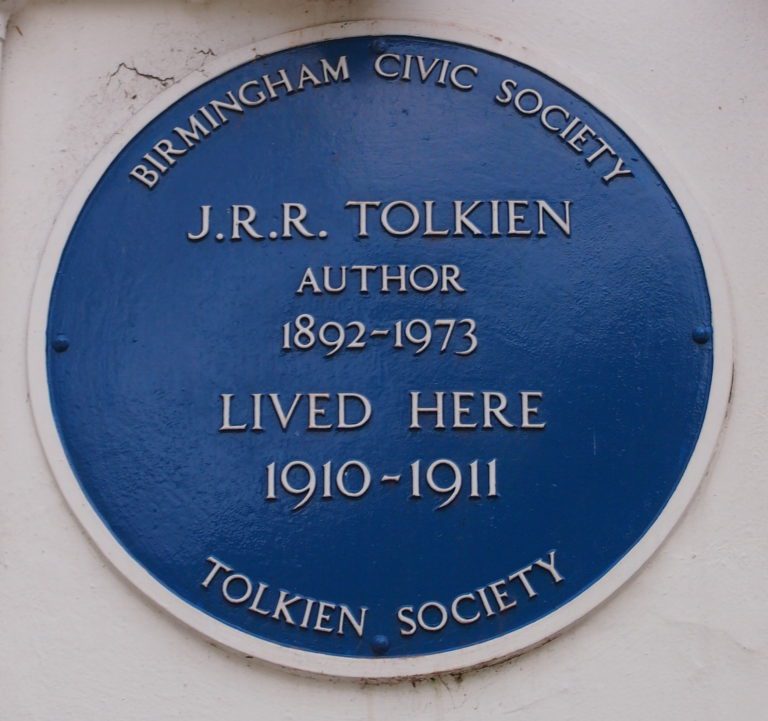 BIRMINGHAM CIVIC SOCIETY
J.R.R. TOLKIEN
AUTHOR
1892-1973
LIVED HERE
1910-1911
TOLKIEN SOCIETY